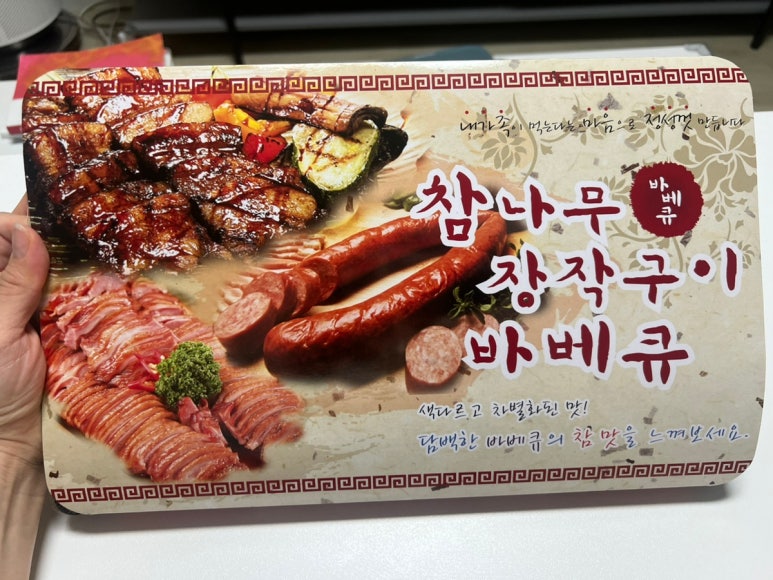 내가 족이 먹는다는 마음으로 정성껏 만듭니다
참나무
바베큐
장작구이
바베큐
색다르고 차별화된 맛!
담백한 바베큐의 참 맛을 느껴보세요.